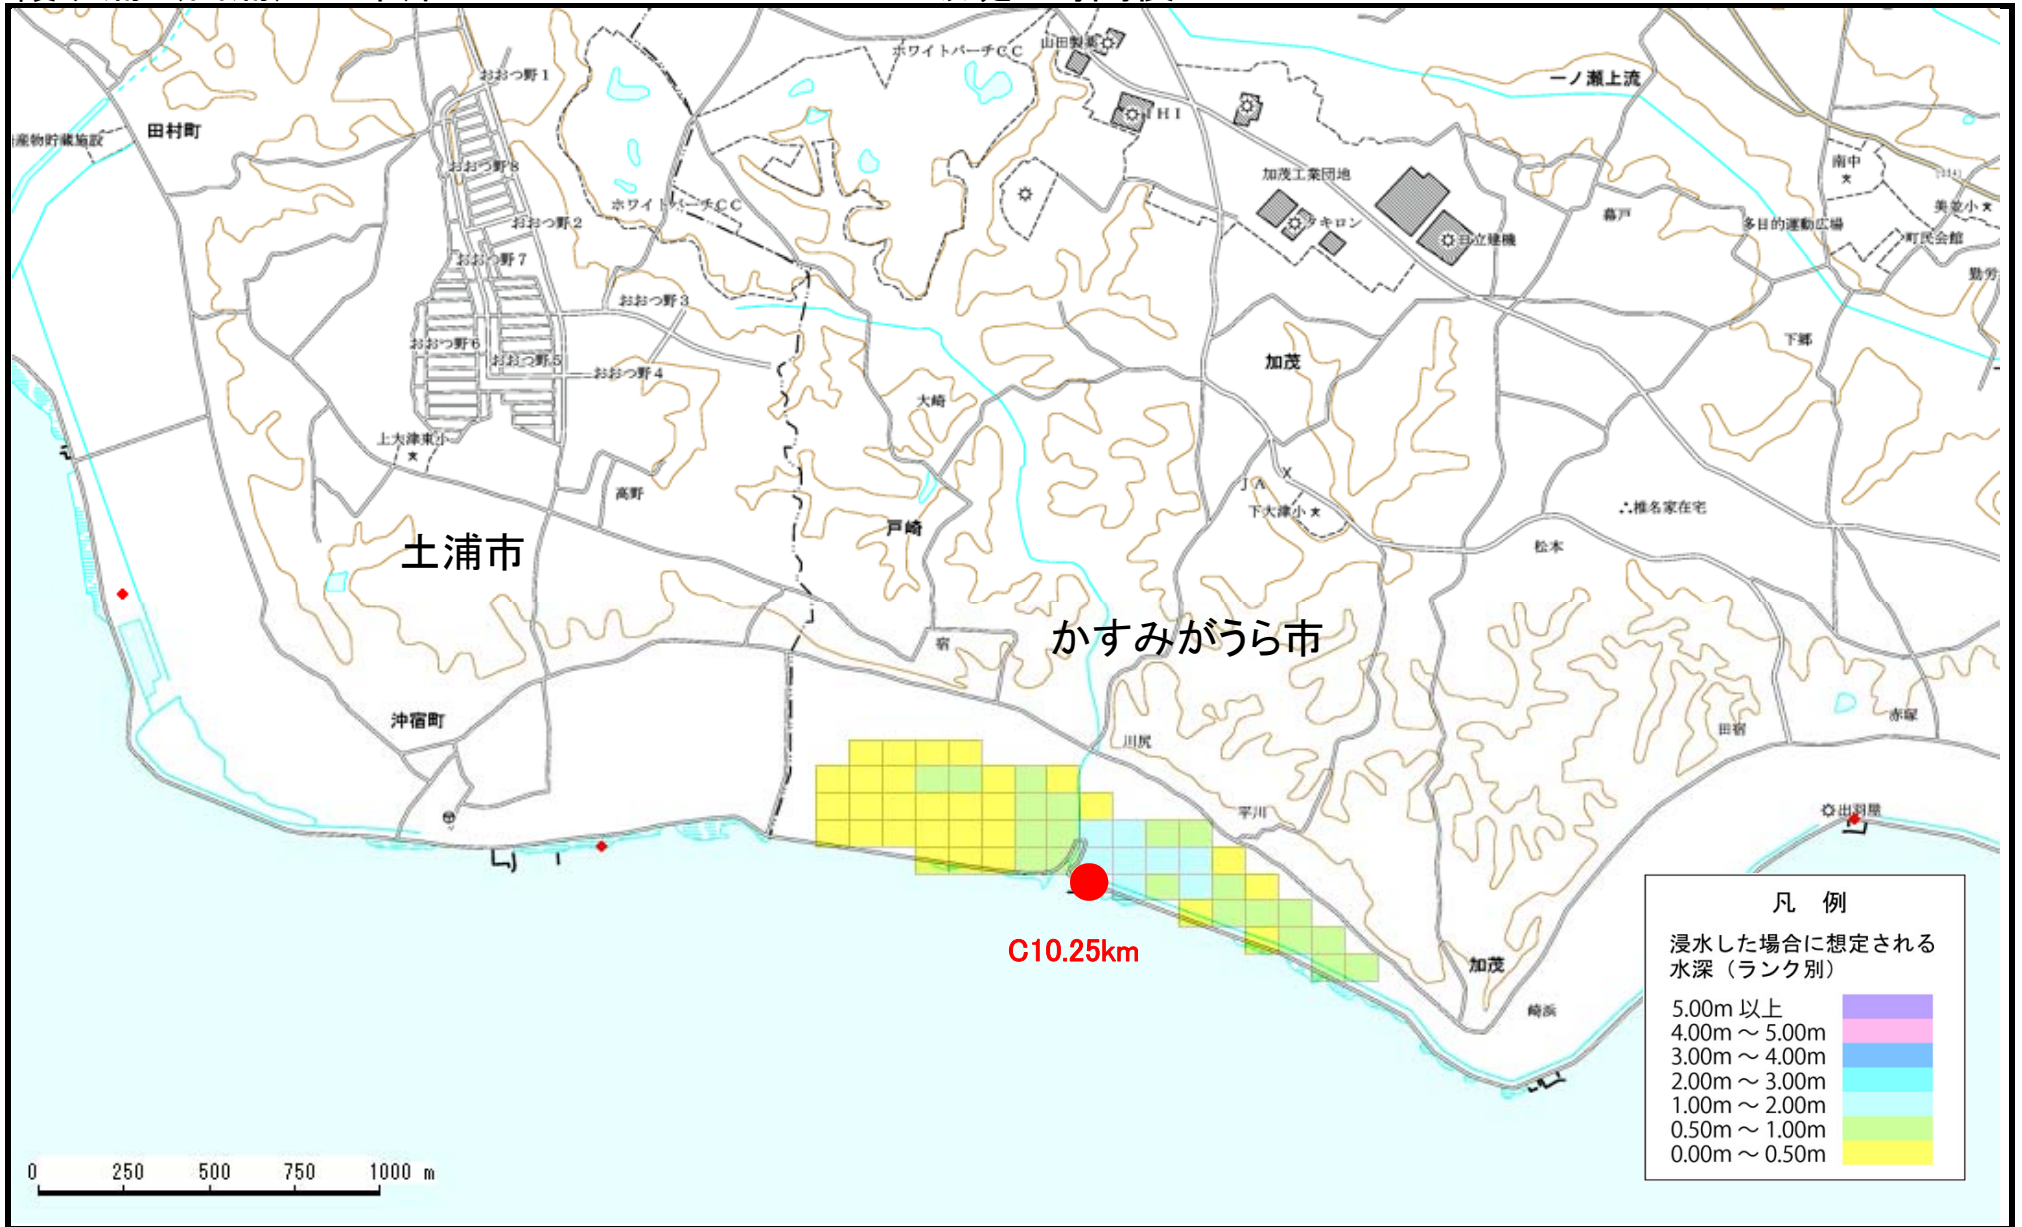 ホワイトバーチCC
山田製薬
おおつ野1
一ノ瀬上流
IHI
田村町
産物貯蔵施設
おおつ野8
加茂工業団地
南中
ホワイトバーチCC
おおつ野2
タキロン
幕戸
美並小
多目的運動広場
日立建機
町民会館
おおつ野7
勤労
おおつ野3
おおつ野6
おおつ野5
おおつ野4
加茂
下郷
大崎
上大津東小
高野
JA
下大津小
椎名家住宅
戸崎
松本
土浦市
かすみがうら市
宿
沖宿町
川尻
田宿
赤塚
平川
出羽屋
C10.25km
加茂
崎浜
凡 例
浸水した場合に想定される
水深(ランク別)
5.00m 以上
4.00m ～ 5.00m
3.00m ～ 4.00m
2.00m ～ 3.00m
1.00m ～ 2.00m
0.50m ～ 1.00m
0.00m ～ 0.50m
0 250 500 750 1000 m